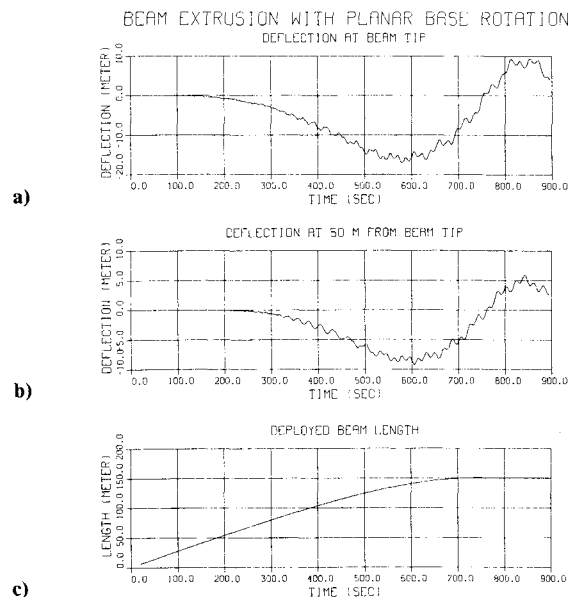 BEAM EXTRUSION WITH PLANAR BASE ROTATION
DEFLECTION AT BEAM TIP
DEFLECTION (METER)
10.0
0.0
-10.0
-20.0
0.0 100.0 200.0 300.0 400.0 500.0 600.0 700.0 800.0 900.0
TIME (SEC)
a)
DEFLECTION AT 50 M FROM BEAM TIP
DEFLECTION (METER)
10.0
5.0
0.0
-5.0
-10.0
0.0 100.0 200.0 300.0 400.0 500.0 600.0 700.0 800.0 900.0
TIME (SEC)
b)
DEPLOYED BEAM LENGTH
LENGTH (METER)
200.0
150.0
100.0
50.0
0.0
0.0 100.0 200.0 300.0 400.0 500.0 600.0 700.0 800.0 900.0
TIME (SEC)
c)